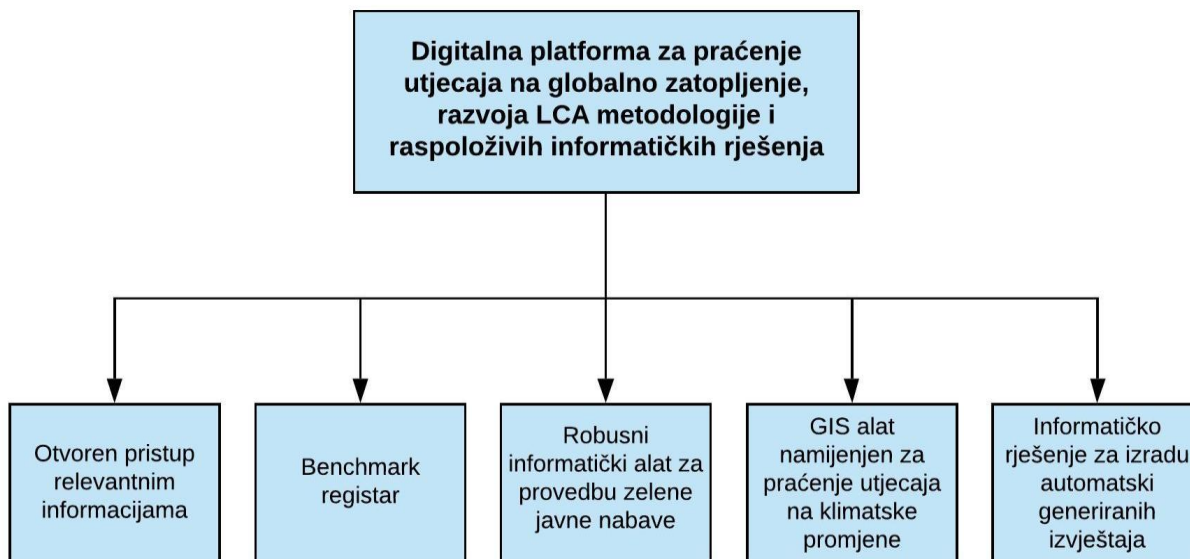 Digitalna platforma za praćenje
utjecaja na globalno zatopljenje,
razvoja LCA metodologije i
raspoloživih informatičkih rješenja
Otvoren pristup
relevantnim
informacijama
Benchmark
registar
Robusni
informatički alat za
provedbu zelene
javne nabave
GIS alat
namijenjen za
praćenje utjecaja
na klimatske
promjene
Informatičko
rješenje za izradu
automatski
generiranih
izvještaja